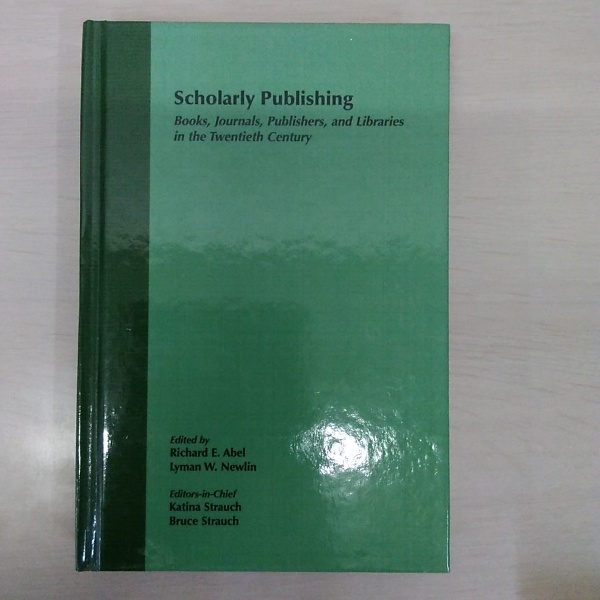 Scholarly Publishing
Books, Journals, Publishers, and Libraries
in the Twentieth Century
Edited by
Richard E. Abel
Lyman W. Newlin
Editors-in-Chief
Katina Strauch
Bruce Strauch